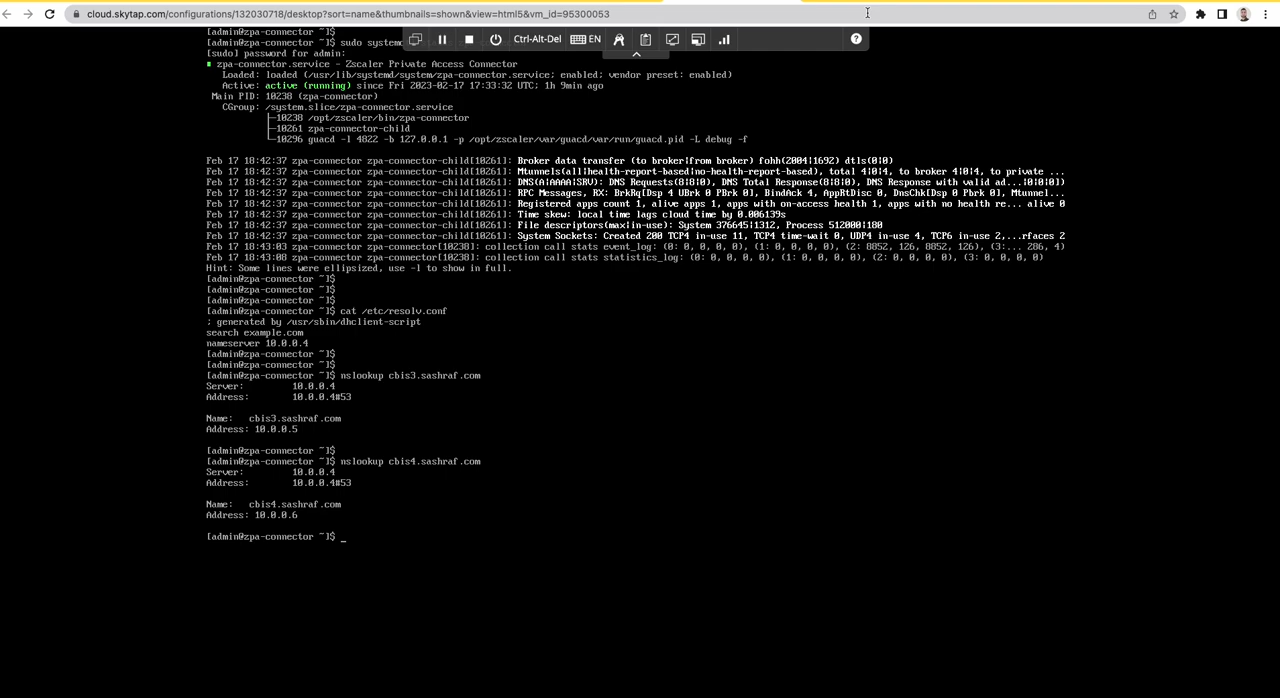 cloud.skytap.com/configurations/132030718/desktop?sort=name&thumbnails=shown&view=html5&vm_id=95300053
Ctrl-Alt-Del
EN
[admin@zpa-connector ~]$
[admin@zpa-connector ~]$ sudo systemc
[sudo] password for admin:
zpa-connector.service - Zscaler Private Access Connector
Loaded: loaded (/usr/lib/systemd/system/zpa-connector.service; enabled; vendor preset: enabled)
Active: active (running) since Fri 2023-02-17 17:33:32 UTC; 1h 9min ago
Main PID: 10238 (zpa-connector)
CGroup: /system.slice/zpa-connector.service
├─10238 /opt/zscaler/bin/zpa-connector
├─10261 zpa-connector-child
└─10296 guacd -l 4822 -b 127.0.0.1 -p /opt/zscaler/var/guacd/var/run/guacd.pid -L debug -f
Feb 17 18:42:37 zpa-connector zpa-connector-child[10261]: Broker data transfer (to broker|from broker) fohh(2004|1692) dtls(0|0)
Feb 17 18:42:37 zpa-connector zpa-connector-child[10261]: Mtunnels(all|health-report-based|no-health-report-based), total 4|0|4, to broker 4|0|4, to private ...
Feb 17 18:42:37 zpa-connector zpa-connector-child[10261]: DNS(A|AAAA|SRV): DNS Requests(8|8|0), DNS Total Response(8|8|0), DNS Response with valid ad...|0|0|0|)
Feb 17 18:42:37 zpa-connector zpa-connector-child[10261]: RPC Messages, RX: BrkRq[Dsp 4 UBrk 0 PBrk 0], BindAck 4, AppRtDisc 0, DnsChk[Dsp 0 Pbrk 0], Mtunnel...
Feb 17 18:42:37 zpa-connector zpa-connector-child[10261]: Registered apps count 1, alive apps 1, apps with on-access health 1, apps with no health re... alive 0
Feb 17 18:42:37 zpa-connector zpa-connector-child[10261]: Time skew: local time lags cloud time by 0.006139s
Feb 17 18:42:37 zpa-connector zpa-connector-child[10261]: File descriptors(max|in-use): System 376645|1312, Process 512000|180
Feb 17 18:42:37 zpa-connector zpa-connector-child[10261]: System Sockets: Created 200 TCP4 in-use 11, TCP4 time-wait 0, UDP4 in-use 4, TCP6 in-use 2,...rfaces 2
Feb 17 18:43:03 zpa-connector zpa-connector[10238]: collection call stats event_log: (0: 0, 0, 0, 0), (1: 0, 0, 0, 0), (2: 8852, 126, 8852, 126), (3:... 286, 4)
Feb 17 18:43:08 zpa-connector zpa-connector[10238]: collection call stats statistics_log: (0: 0, 0, 0, 0), (1: 0, 0, 0, 0), (2: 0, 0, 0, 0), (3: 0, 0, 0, 0)
Hint: Some lines were ellipsized, use -l to show in full.
[admin@zpa-connector ~]$
[admin@zpa-connector ~]$
[admin@zpa-connector ~]$
[admin@zpa-connector ~]$ cat /etc/resolv.conf
; generated by /usr/sbin/dhclient-script
search example.com
nameserver 10.0.0.4
[admin@zpa-connector ~]$
[admin@zpa-connector ~]$
[admin@zpa-connector ~]$ nslookup cbis3.sashraf.com
Server: 10.0.0.4
Address: 10.0.0.4#53
Name: cbis3.sashraf.com
Address: 10.0.0.5
[admin@zpa-connector ~]$
[admin@zpa-connector ~]$ nslookup cbis4.sashraf.com
Server: 10.0.0.4
Address: 10.0.0.4#53
Name: cbis4.sashraf.com
Address: 10.0.0.6
[admin@zpa-connector ~]$ _